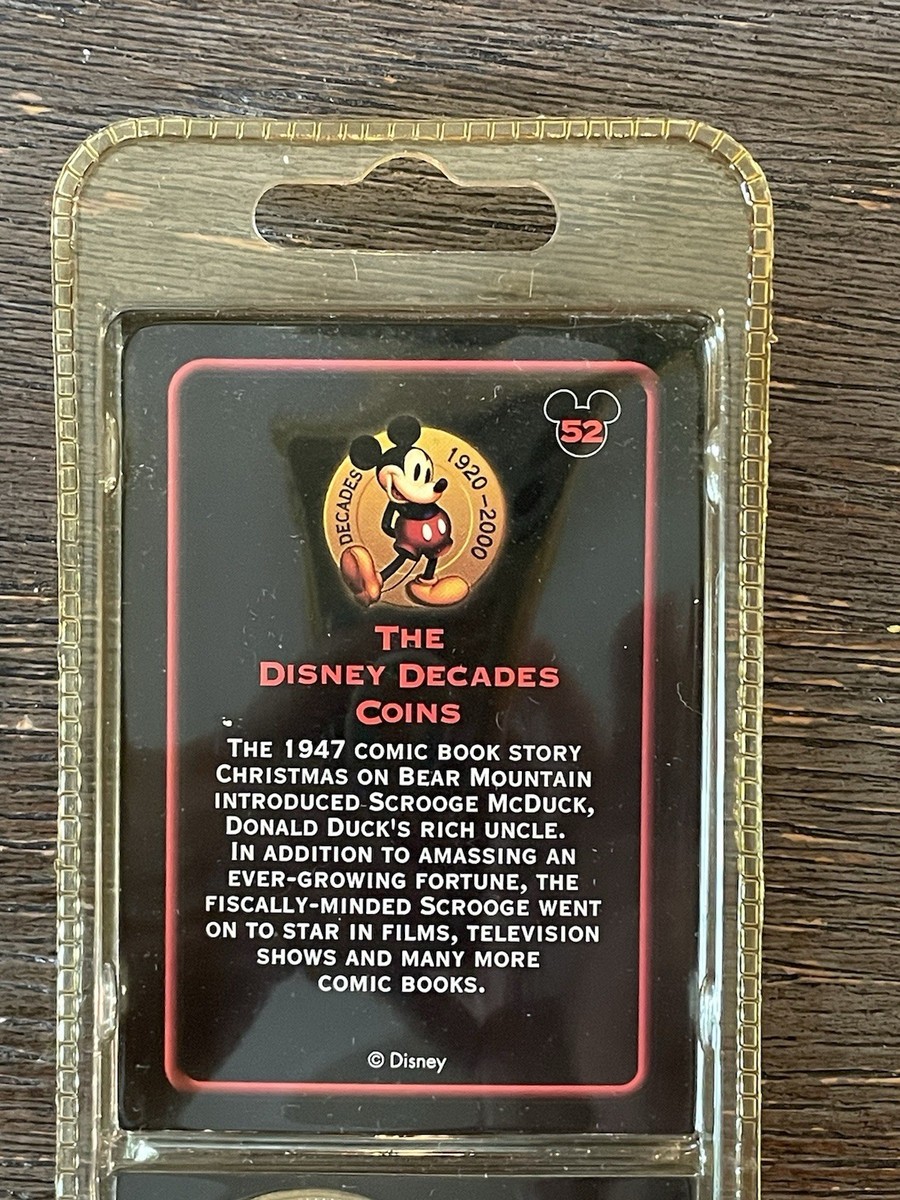 52
DECADES 1920-2000
THE
DISNEY DECADES
COINS
THE 1947 COMIC BOOK STORY
CHRISTMAS ON BEAR MOUNTAIN
INTRODUCED SCROOGE MCDUCK,
DONALD DUCK'S RICH UNCLE.
IN ADDITION TO AMASSING AN
EVER-GROWING FORTUNE, THE
FISCALLY-MINDED SCROOGE WENT
ON TO STAR IN FILMS, TELEVISION
SHOWS AND MANY MORE
COMIC BOOKS.
© Disney